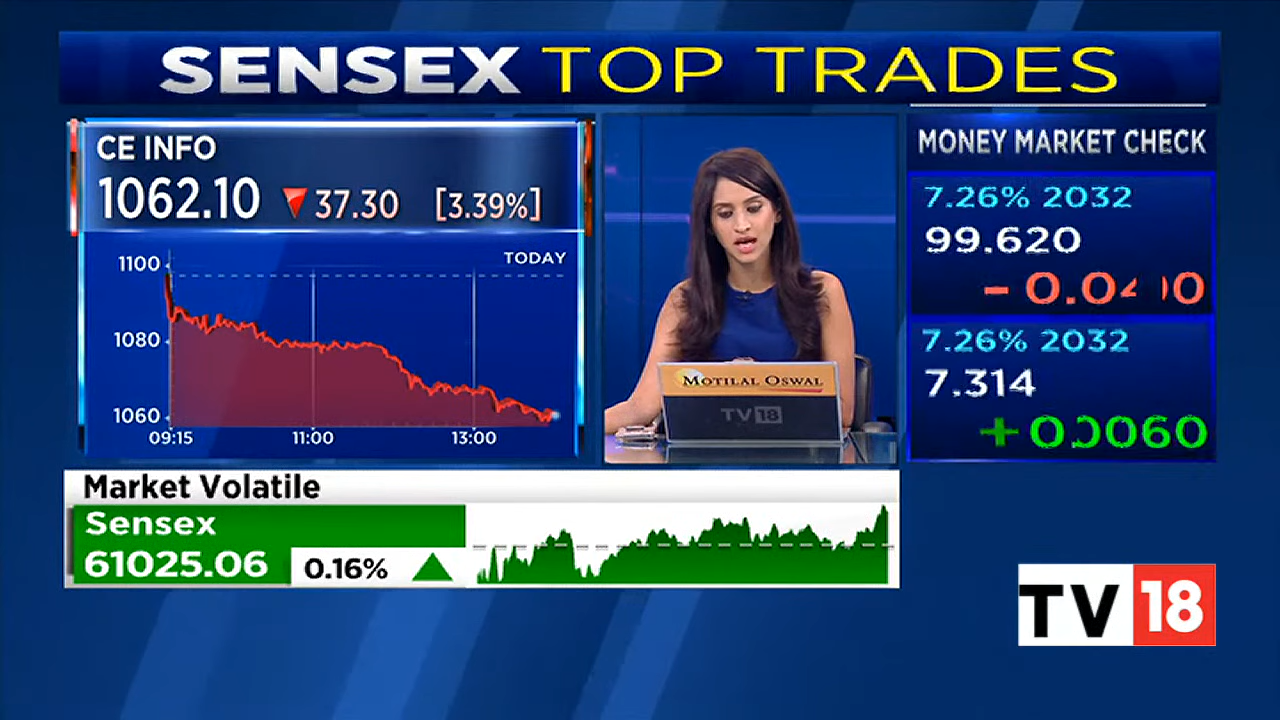 SENSEX TOP TRADES
CE INFO
1062.10 ▼ 37.30 [3.39%]
TODAY
1100
1080
1060
09:15 11:00 13:00
MOTILAL OSWAL
TV18
MONEY MARKET CHECK
7.26% 2032
99.620
7.26% 2032
7.314
Market Volatile
Sensex
61025.06 0.16% ▲
TV18